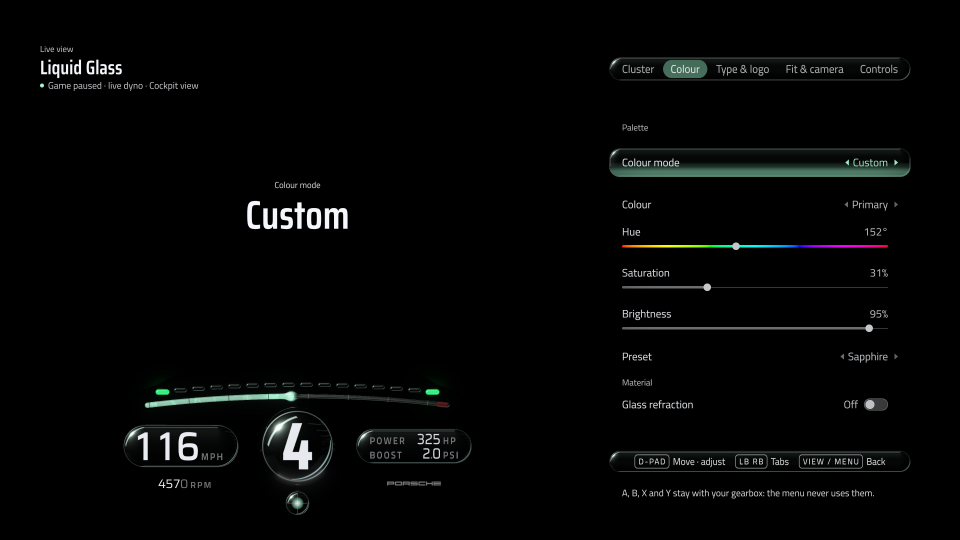 Live view
Liquid Glass
Game paused · live dyno · Cockpit view
Cluster Colour Type & logo Fit & camera Controls
Palette
Colour mode Custom
Colour mode
Custom
Colour Primary
Hue 152°
Saturation 31%
Brightness 95%
Preset Sapphire
Material
Glass refraction Off
116 MPH
4570 RPM
4
POWER 325 HP
BOOST 2.0 PSI
PORSCHE
D-PAD Move · adjust LB RB Tabs VIEW / MENU Back
A, B, X and Y stay with your gearbox: the menu never uses them.